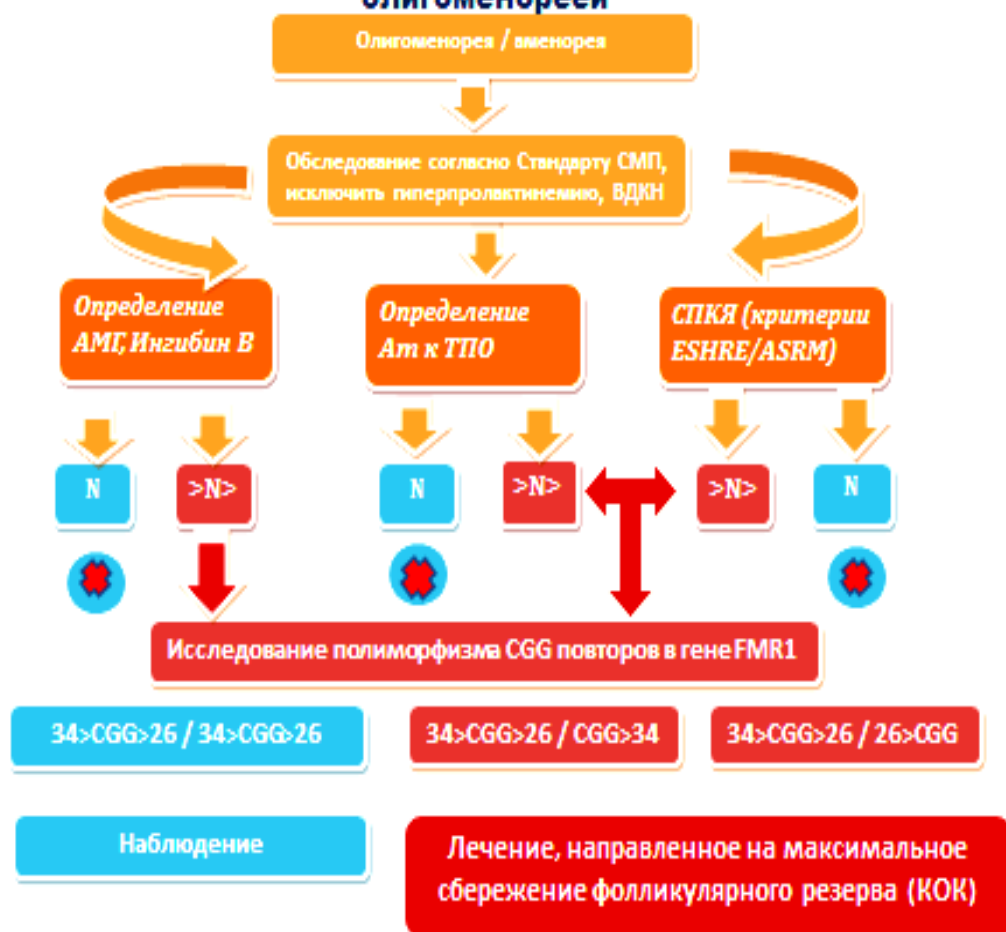 олигоменореей
Олигоменорея / аменорея
Обследование согласно Стандарту СМП,
исключить гиперпролактинемию, ВДКН
Определение
АМГ, Ингибин В
Определение
Ат к ТПО
СПКЯ (критерии
ESHRE/ASRM)
N
>N>
N
>N>
>N>
N
Исследование полиморфизма CGG повторов в гене FMR1
34>CGG>26 / 34>CGG>26
34>CGG>26 / CGG>34
34>CGG>26 / 26>CGG
Наблюдение
Лечение, направленное на максимальное
сбережение фолликулярного резерва (КОК)